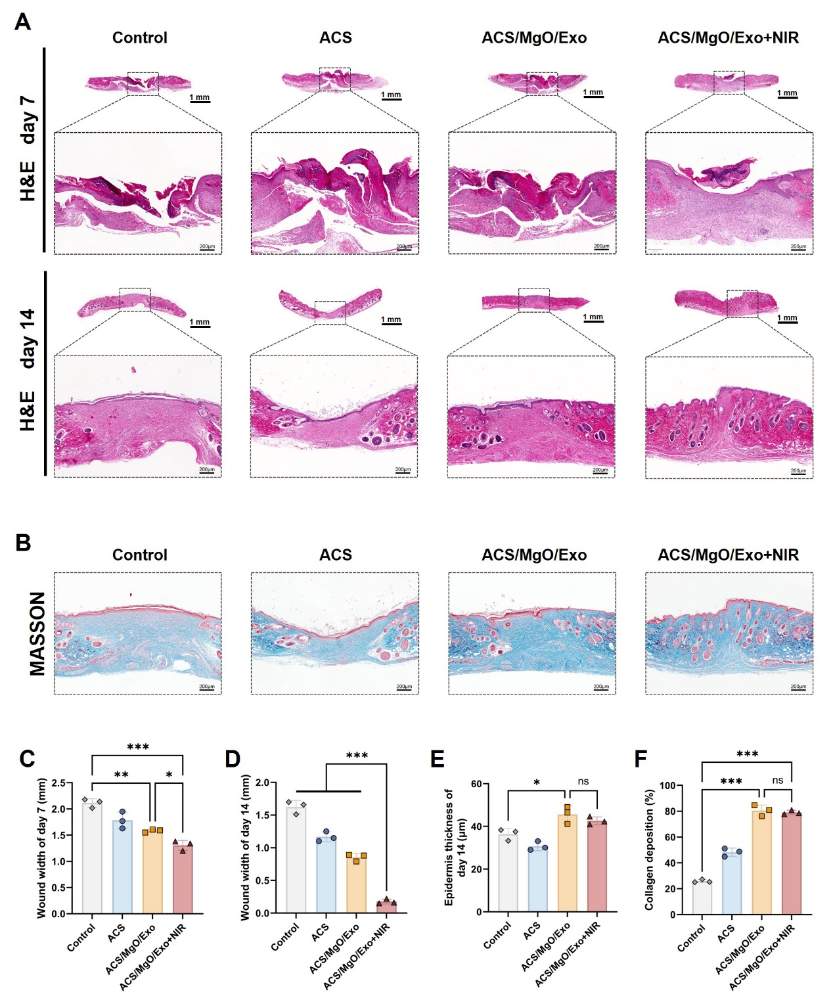 A
Control ACS ACS/MgO/Exo ACS/MgO/Exo+NIR
H&E day 7
1 mm 1 mm 1 mm 1 mm
200μm 200μm 200μm 200μm
H&E day 14
1 mm 1 mm 1 mm 1 mm
200μm 200μm 200μm 200μm
B
Control ACS ACS/MgO/Exo ACS/MgO/Exo+NIR
MASSON
200μm 200μm 200μm 200μm
C
Wound width of day 7 (mm)
***
** *
2.5
2.0
1.5
1.0
0.5
0.0
Control ACS ACS/MgO/Exo ACS/MgO/Exo+NIR
D
Wound width of day 14 (mm)
***
2.0
1.5
1.0
0.5
0.0
Control ACS ACS/MgO/Exo ACS/MgO/Exo+NIR
E
Epidermis thickness of
day 14 (μm)
* ns
60
40
20
0
Control ACS ACS/MgO/Exo ACS/MgO/Exo+NIR
F
Collagen deposition (%)
***
*** ns
100
80
60
40
20
0
Control ACS ACS/MgO/Exo ACS/MgO/Exo+NIR